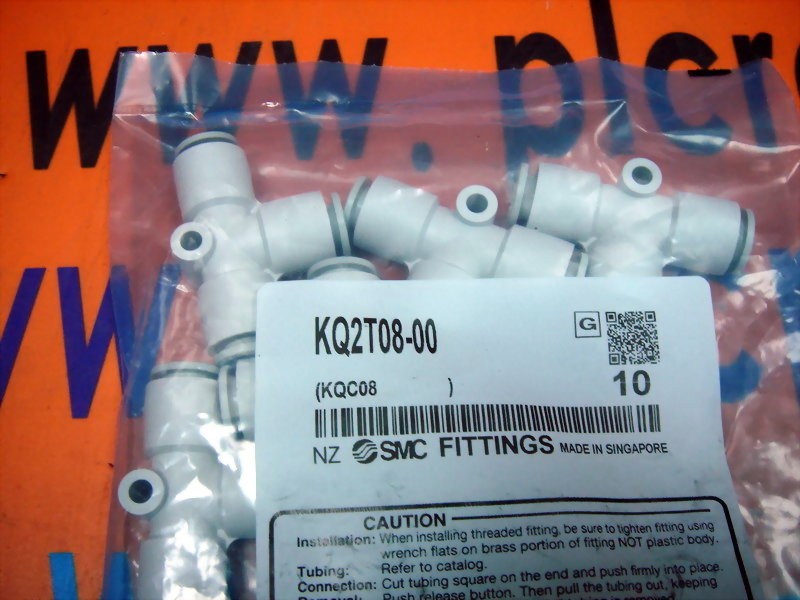 www.plcr
W
KQ2T08-00
G
(KQC08 )
10
NZ SMC FITTINGS MADE IN SINGAPORE
CAUTION
Installation: When installing threaded fitting, be sure to tighten fitting using
wrench flats on brass portion of fitting NOT plastic body.
Tubing: Refer to catalog.
Connection: Cut tubing square on the end and push firmly into place.
Removal: Push release button. Then pull the tubing out, keeping